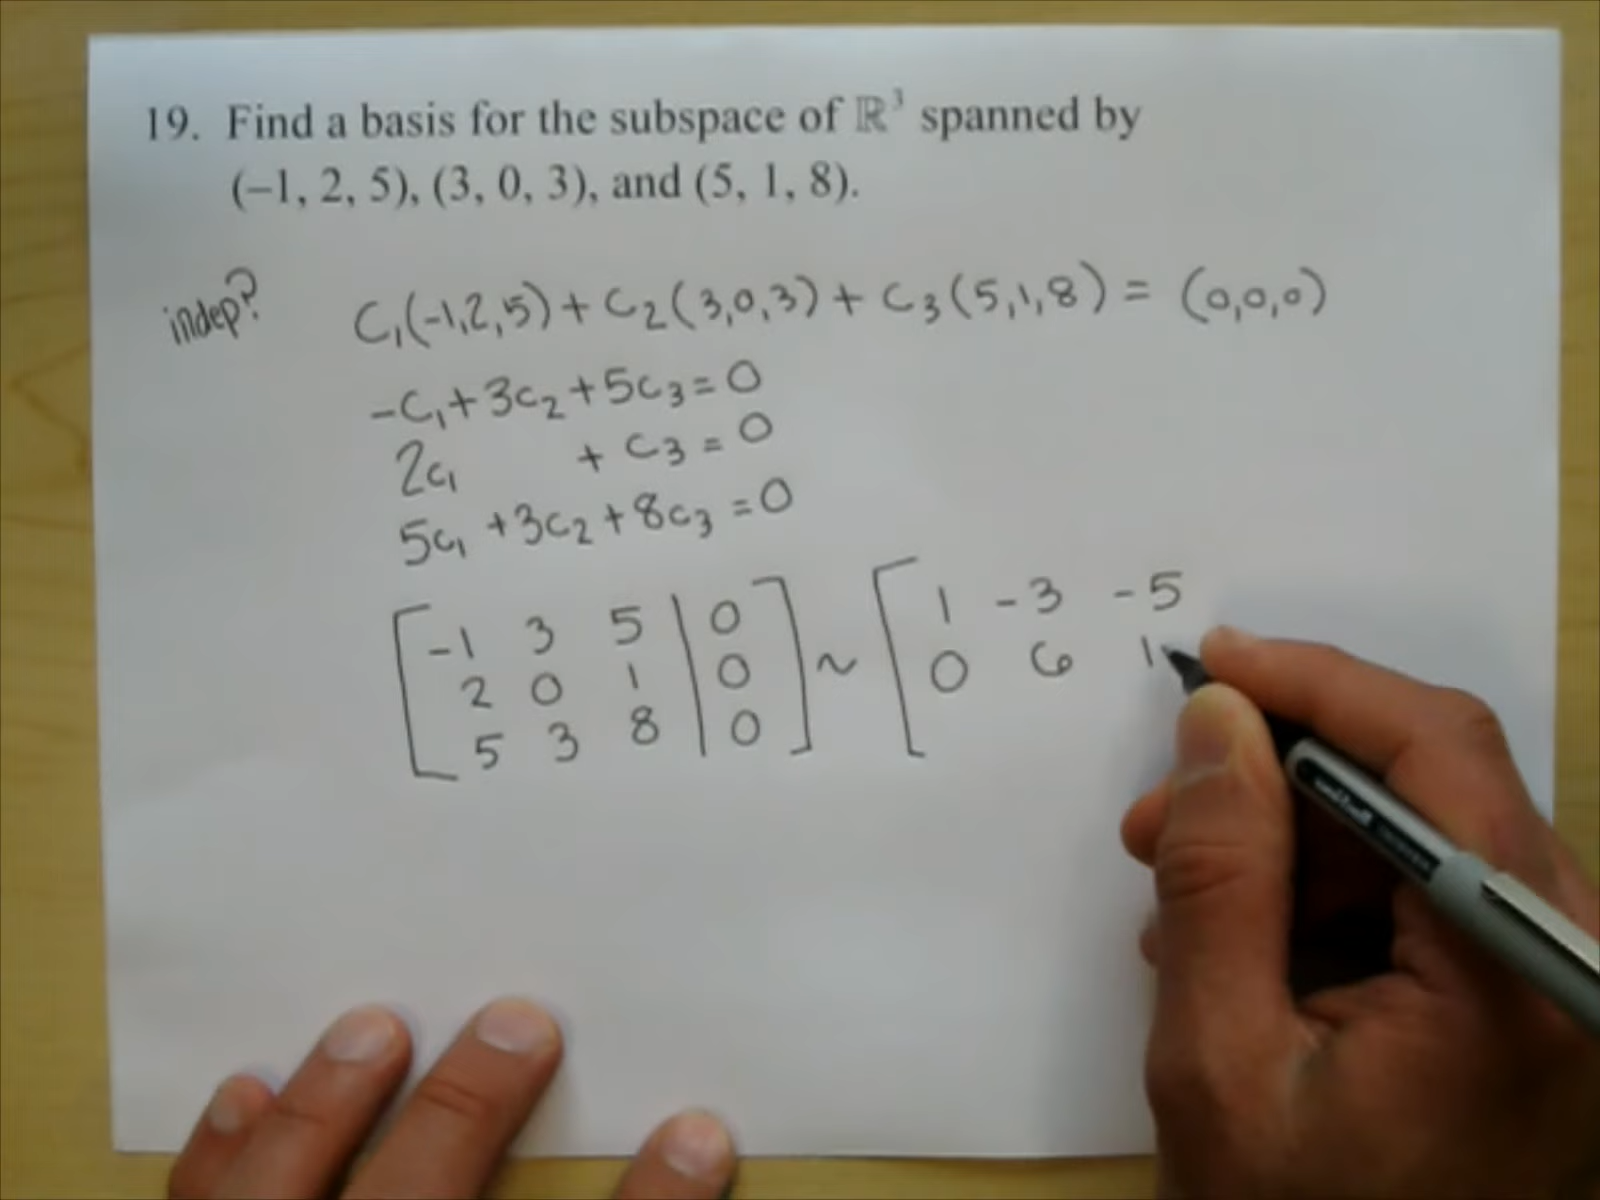 19. Find a basis for the subspace of ℝ³ spanned by
(–1, 2, 5), (3, 0, 3), and (5, 1, 8).
indep? C₁(-1,2,5) + C₂(3,0,3) + C₃(5,1,8) = (0,0,0)
-C₁ + 3C₂ + 5C₃ = 0
2C₁ + C₃ = 0
5C₁ + 3C₂ + 8C₃ = 0
[ -1 3 5 | 0 ] ~ [ 1 -3 -5
2 0 1 | 0 0 6 1
5 3 8 | 0